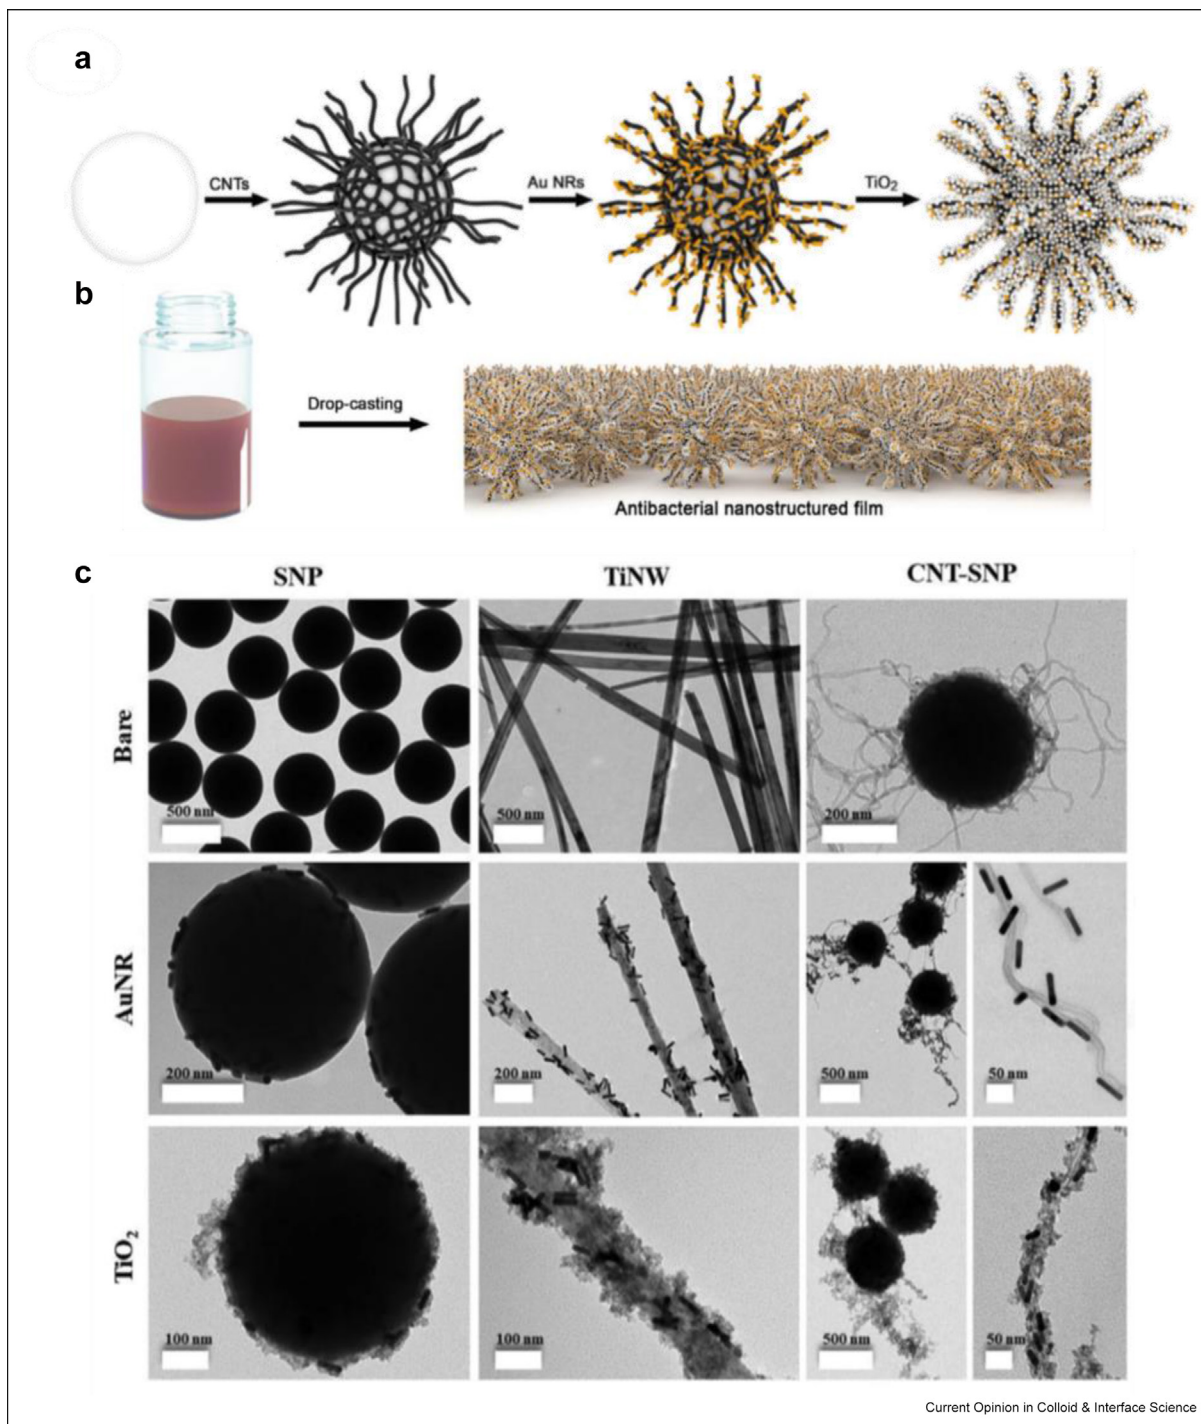 a
CNTs
Au NRs
TiO2
b
Drop-casting
Antibacterial nanostructured film
c
SNP
TiNW
CNT-SNP
Bare
500 nm
500 nm
200 nm
AuNR
200 nm
200 nm
500 nm
50 nm
TiO2
100 nm
100 nm
500 nm
50 nm
Current Opinion in Colloid & Interface Science